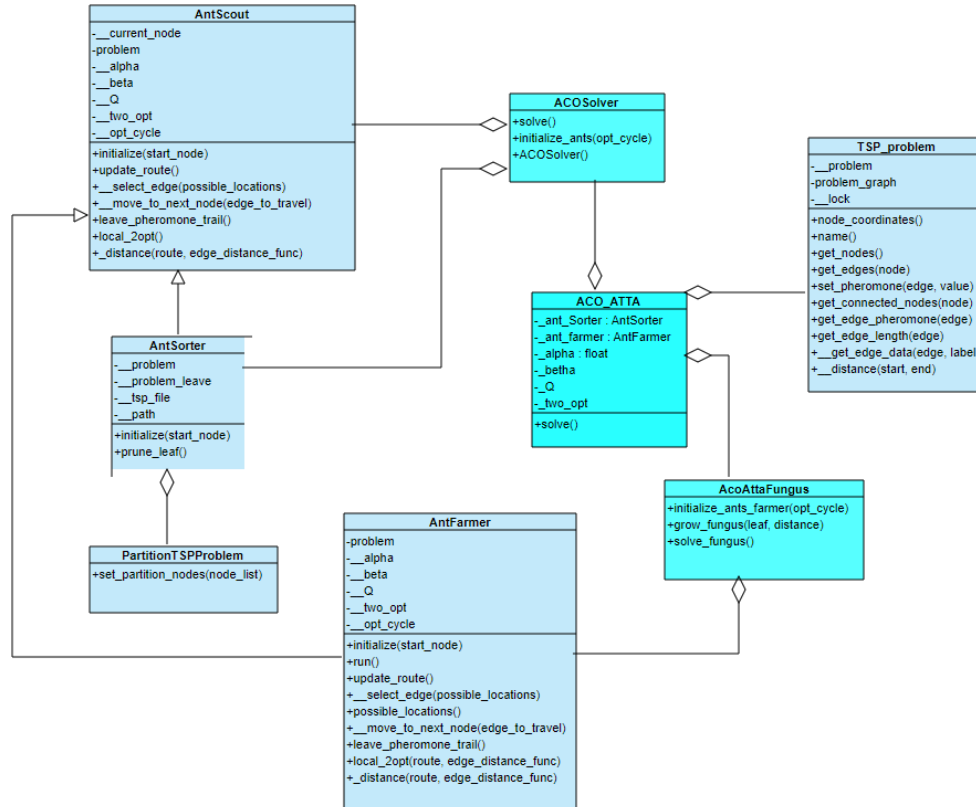 AntScout
-__current_node
-problem
-__alpha
-__beta
-__Q
-__two_opt
-__opt_cycle
+initialize(start_node)
+update_route()
+__select_edge(possible_locations)
+__move_to_next_node(edge_to_travel)
+leave_pheromone_trail()
+local_2opt()
+_distance(route, edge_distance_func)
ACOSolver
+solve()
+initialize_ants(opt_cycle)
+ACOSolver()
TSP_problem
-__problem
-problem_graph
-__lock
+node_coordinates()
+name()
+get_nodes()
+get_edges(node)
+set_pheromone(edge, value)
+get_connected_nodes(node)
+get_edge_pheromone(edge)
+get_edge_length(edge)
+__get_edge_data(edge, label
+__distance(start, end)
ACO_ATTA
-_ant_Sorter : AntSorter
-_ant_farmer : AntFarmer
-_alpha : float
-_betha
-_Q
-_two_opt
+solve()
AntSorter
-__problem
-__problem_leave
-__tsp_file
-__path
+initialize(start_node)
+prune_leaf()
AcoAttaFungus
+initialize_ants_farmer(opt_cycle)
+grow_fungus(leaf, distance)
+solve_fungus()
PartitionTSPProblem
+set_partition_nodes(node_list)
AntFarmer
-problem
-__alpha
-__beta
-__Q
-__two_opt
-__opt_cycle
+initialize(start_node)
+run()
+update_route()
+__select_edge(possible_locations)
+possible_locations()
+__move_to_next_node(edge_to_travel)
+leave_pheromone_trail()
+local_2opt(route, edge_distance_func)
+_distance(route, edge_distance_func)